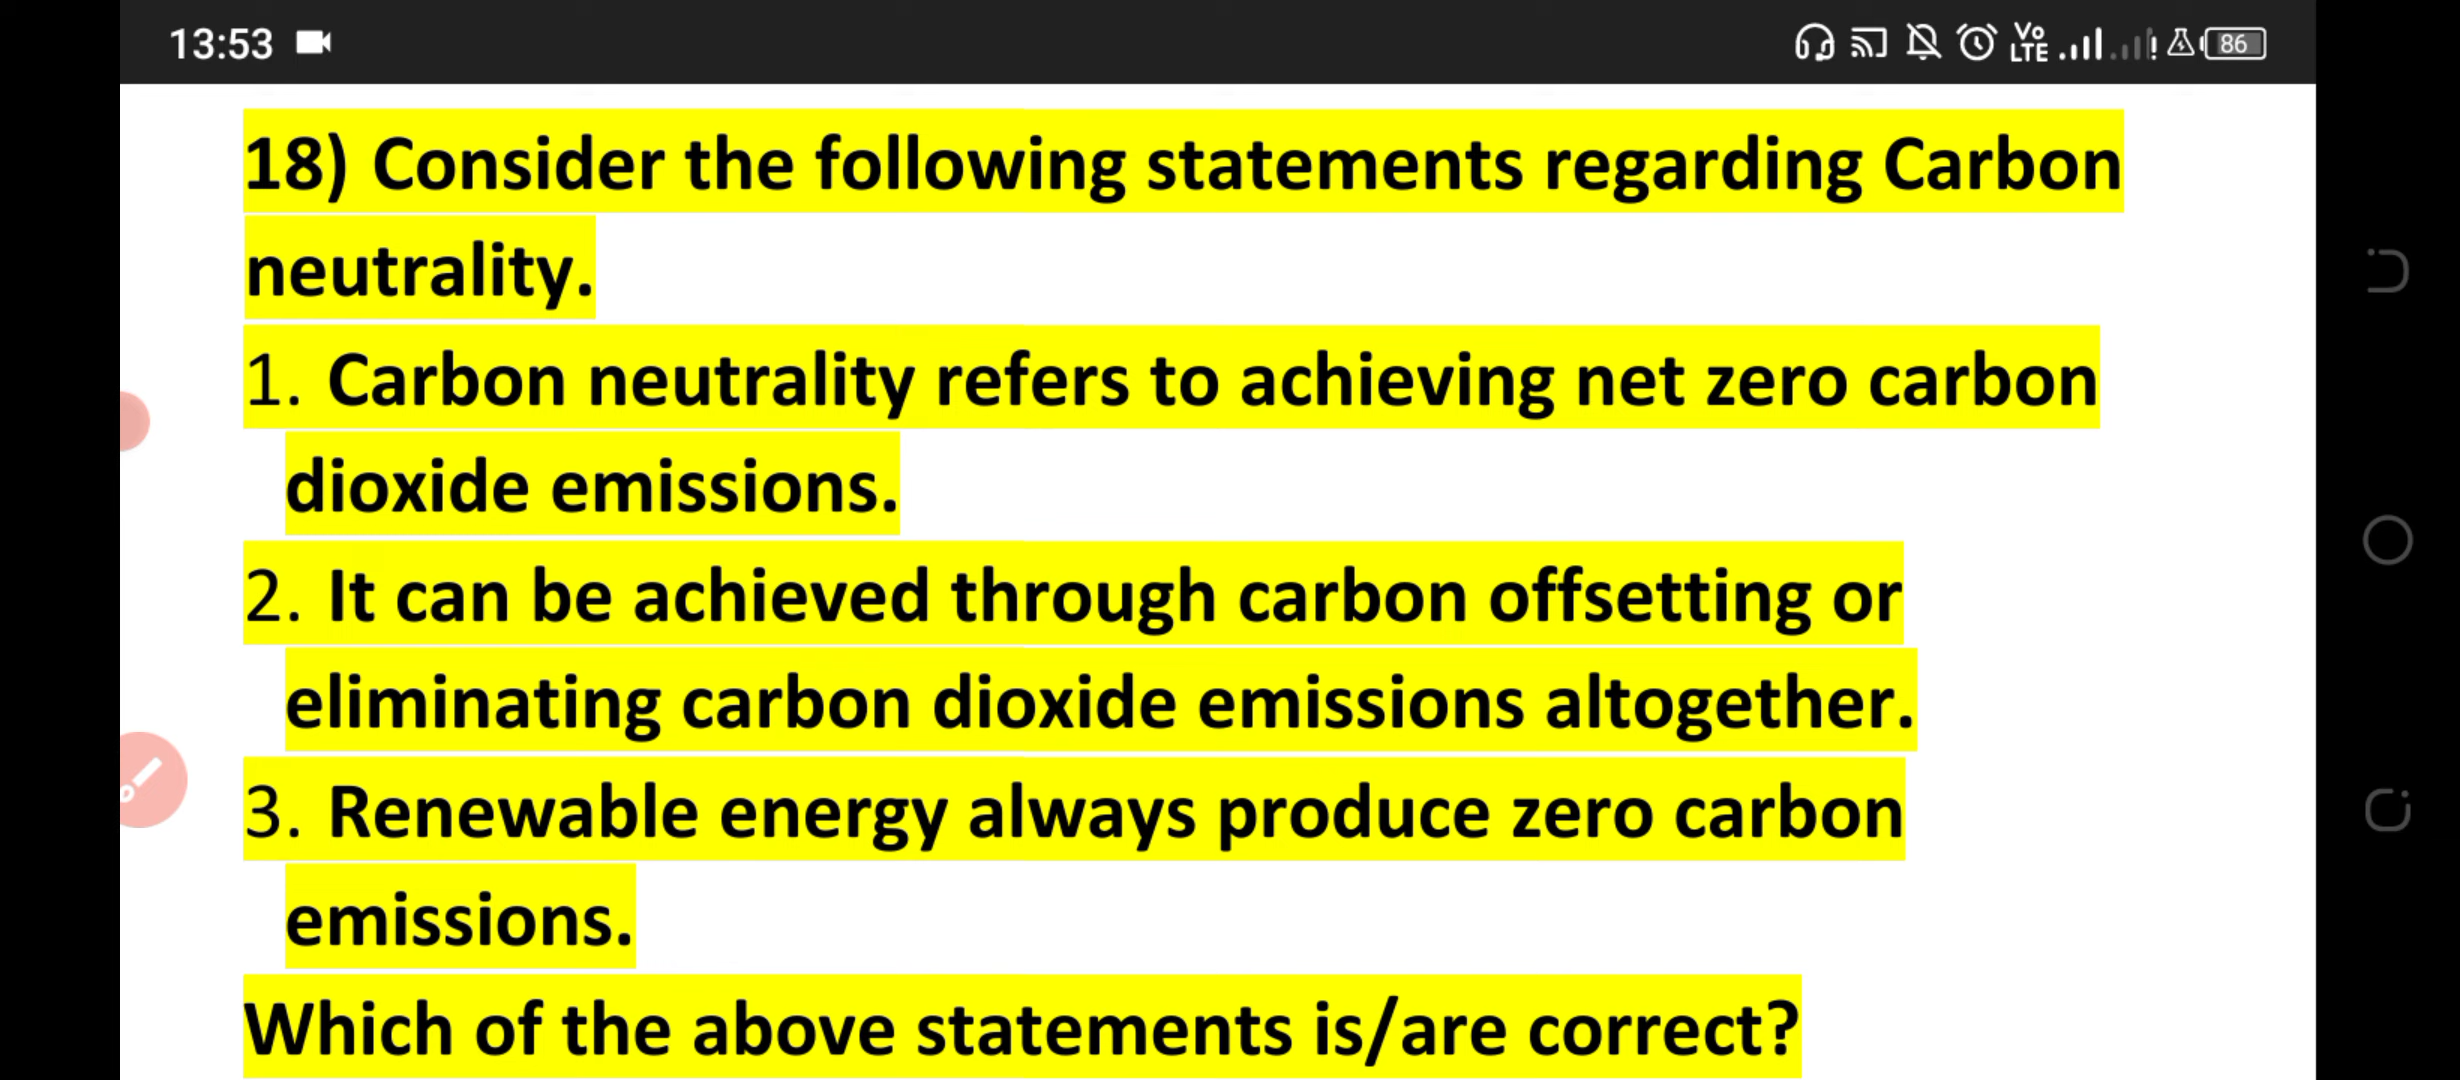 13:53 Vo LTE 86
18) Consider the following statements regarding Carbon
neutrality.
1. Carbon neutrality refers to achieving net zero carbon
dioxide emissions.
2. It can be achieved through carbon offsetting or
eliminating carbon dioxide emissions altogether.
3. Renewable energy always produce zero carbon
emissions.
Which of the above statements is/are correct?